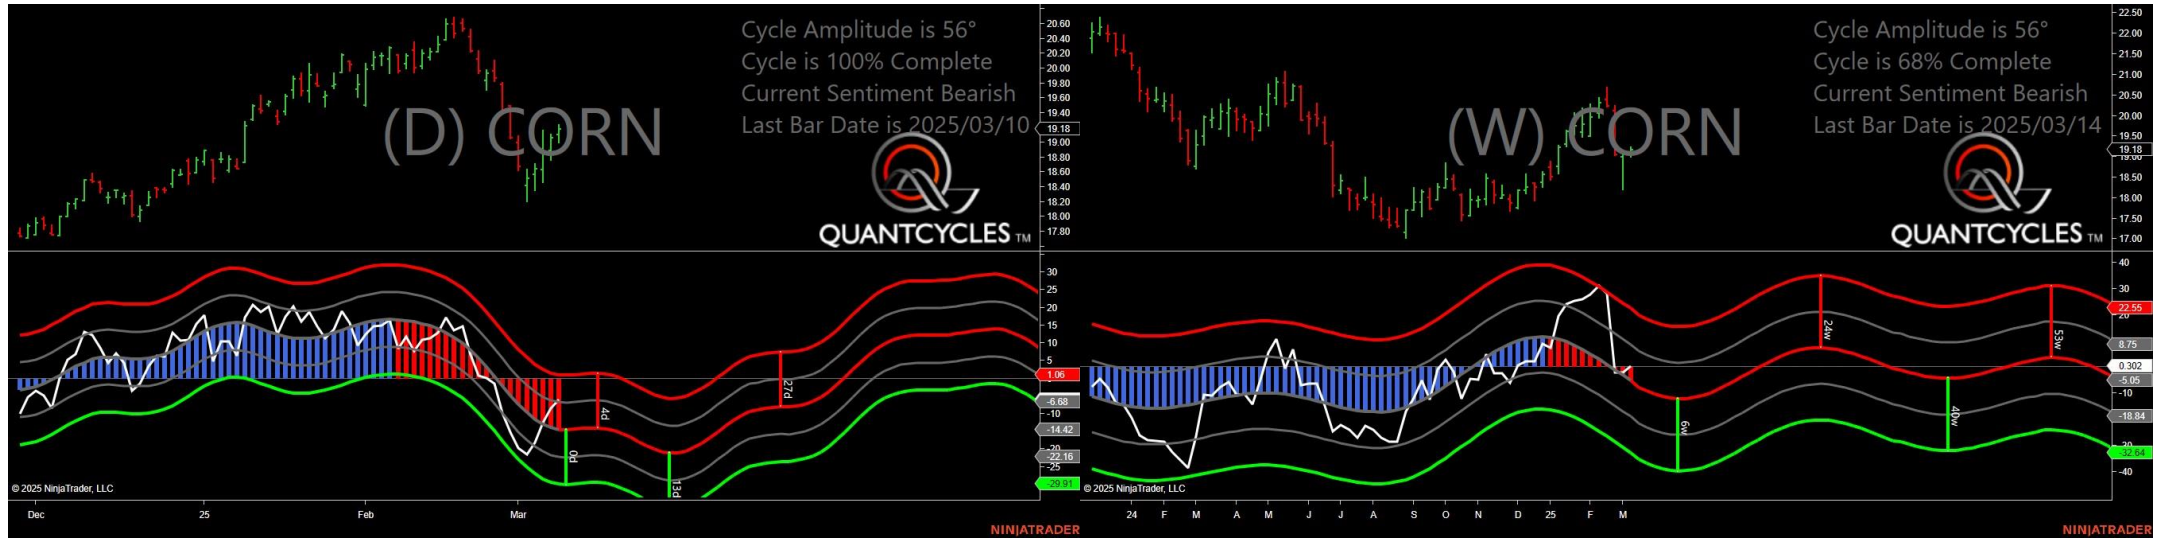 Cycle Amplitude is 56°
Cycle is 100% Complete
Current Sentiment Bearish
Last Bar Date is 2025/03/10
(D) CORN
QUANTCYCLES TM
20.60
20.40
20.20
20.00
19.80
19.60
19.40
19.18
19.00
18.80
18.60
18.40
18.20
18.00
17.80
30
25
20
15
10
5
1.06
-6.68
-10
-14.42
-20
-22.16
-25
-29.91
4d
0d
13d
27d
© 2025 NinjaTrader, LLC
Dec
25
Feb
Mar
NINJATRADER
Cycle Amplitude is 56°
Cycle is 68% Complete
Current Sentiment Bearish
Last Bar Date is 2025/03/14
(W) CORN
QUANTCYCLES TM
22.50
22.00
21.50
21.00
20.50
20.00
19.50
19.18
19.00
18.50
18.00
17.50
17.00
40
30
22.55
20
8.75
0.302
-5.05
-10
-18.84
-30
-32.64
-40
6w
24w
40w
53w
© 2025 NinjaTrader, LLC
24
F
M
A
M
J
J
A
S
O
N
D
25
F
M
NINJATRADER